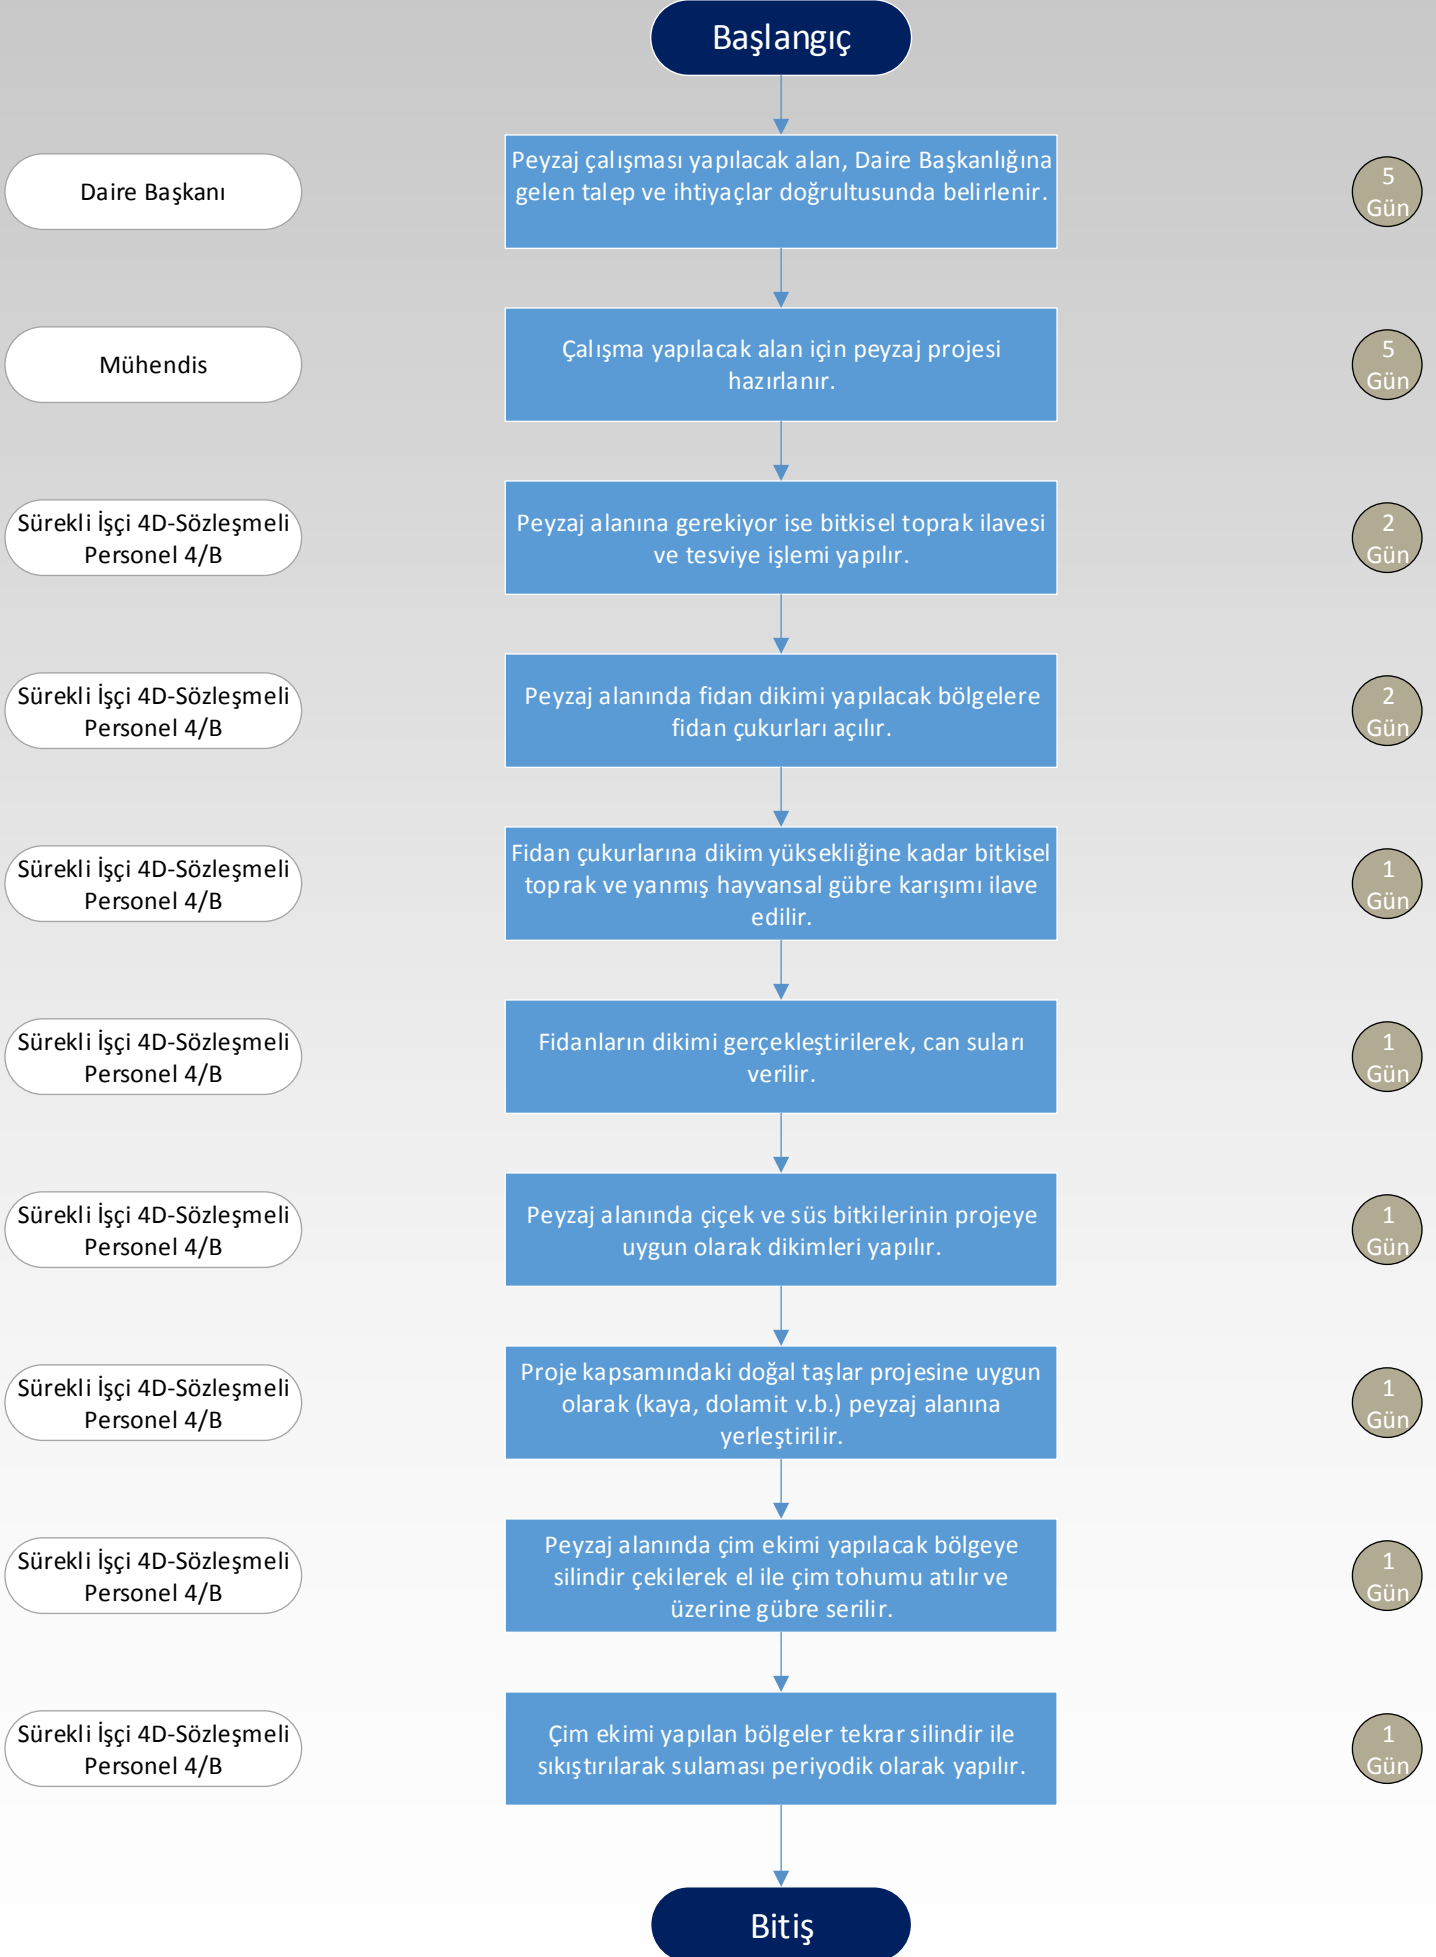 Başlangıç
Daire Başkanı
Peyzaj çalışması yapılacak alan, Daire Başkanlığına
gelen talep ve ihtiyaçlar doğrultusunda belirlenir.
5
Gün
Mühendis
Çalışma yapılacak alan için peyzaj projesi
hazırlanır.
5
Gün
Sürekli İşçi 4D-Sözleşmeli
Personel 4/B
Peyzaj alanına gerekiyor ise bitkisel toprak ilavesi
ve tesviye işlemi yapılır.
2
Gün
Sürekli İşçi 4D-Sözleşmeli
Personel 4/B
Peyzaj alanında fidan dikimi yapılacak bölgelere
fidan çukurları açılır.
2
Gün
Sürekli İşçi 4D-Sözleşmeli
Personel 4/B
Fidan çukurlarına dikim yüksekliğine kadar bitkisel
toprak ve yanmış hayvansal gübre karışımı ilave
edilir.
1
Gün
Sürekli İşçi 4D-Sözleşmeli
Personel 4/B
Fidanların dikimi gerçekleştirilerek, can suları
verilir.
1
Gün
Sürekli İşçi 4D-Sözleşmeli
Personel 4/B
Peyzaj alanında çiçek ve süs bitkilerinin projeye
uygun olarak dikimleri yapılır.
1
Gün
Sürekli İşçi 4D-Sözleşmeli
Personel 4/B
Proje kapsamındaki doğal taşlar projesine uygun
olarak (kaya, dolamit v.b.) peyzaj alanına
yerleştirilir.
1
Gün
Sürekli İşçi 4D-Sözleşmeli
Personel 4/B
Peyzaj alanında çim ekimi yapılacak bölgeye
silindir çekilerek el ile çim tohumu atılır ve
üzerine gübre serilir.
1
Gün
Sürekli İşçi 4D-Sözleşmeli
Personel 4/B
Çim ekimi yapılan bölgeler tekrar silindir ile
sıkıştırılarak sulaması periyodik olarak yapılır.
1
Gün
Bitiş